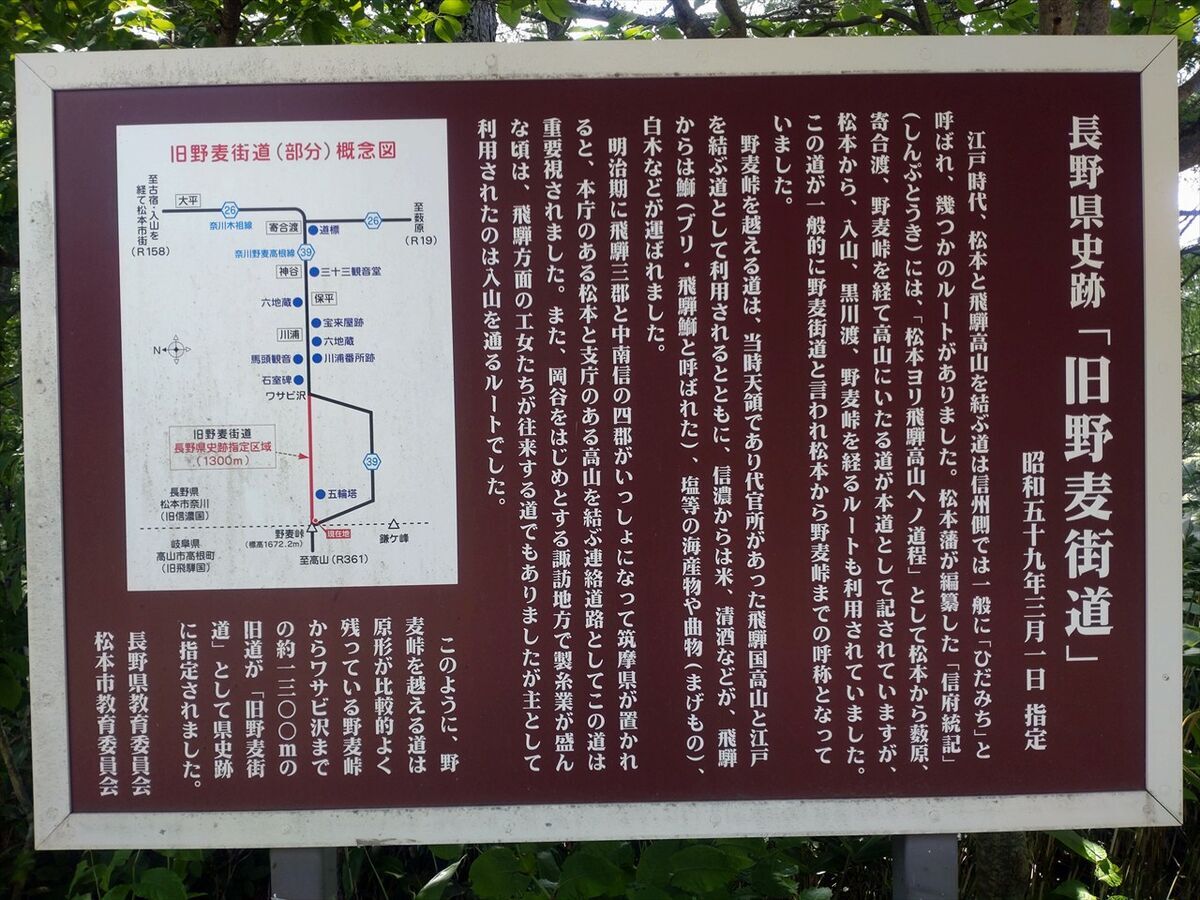 長野県史跡「旧野麦街道」
昭和五十九年三月一日 指定
江戸時代、松本と飛騨高山を結ぶ道は信州側では一般に「ひだみち」と
呼ばれ、幾つかのルートがありました。松本藩が編纂した「信府統記」
(しんぷとうき)には、「松本ヨリ飛騨高山ヘノ道程」として松本から薮原、
寄合渡、野麦峠を経て高山にいたる道が本道として記されていますが、
松本から、入山、黒川渡、野麦峠を経るルートも利用されていました。
この道が一般的に野麦街道と言われ松本から野麦峠までの呼称となって
いました。
野麦峠を越える道は、当時天領であり代官所があった飛騨国高山と江戸
を結ぶ道として利用されるとともに、信濃からは米、清酒などが、飛騨
からは鰤(ブリ・飛騨鰤と呼ばれた)、塩等の海産物や曲物(まげもの)、
白木などが運ばれました。
明治期に飛騨三郡と中南信の四郡がいっしょになって筑摩県が置かれ
ると、本庁のある松本と支庁のある高山を結ぶ連絡道路としてこの道は
重要視されました。また、岡谷をはじめとする諏訪地方で製糸業が盛ん
な頃は、飛騨方面の工女たちが往来する道でもありましたが主として
利用されたのは入山を通るルートでした。
このように、野
麦峠を越える道は
原形が比較的よく
残っている野麦峠
からワサビ沢まで
の約一三〇〇mの
旧道が「旧野麦街
道」として県史跡
に指定されました。
長野県教育委員会
松本市教育委員会
旧野麦街道(部分)概念図
至古宿・入山を
経て松本市街
(R158)
大平
26
奈川木祖線
寄合渡
道標
26
至薮原
(R19)
奈川野麦高根線
39
神谷
三十三観音堂
六地蔵
保平
宝来屋跡
川浦
六地蔵
馬頭観音
川浦番所跡
石室碑
ワサビ沢
N
旧野麦街道
長野県史跡指定区域
(1300m)
39
五輪塔
長野県
松本市奈川
(旧信濃国)
野麦峠
(標高1672.2m)
現在地
鎌ケ峰
岐阜県
高山市高根町
(旧飛騨国)
至高山(R361)